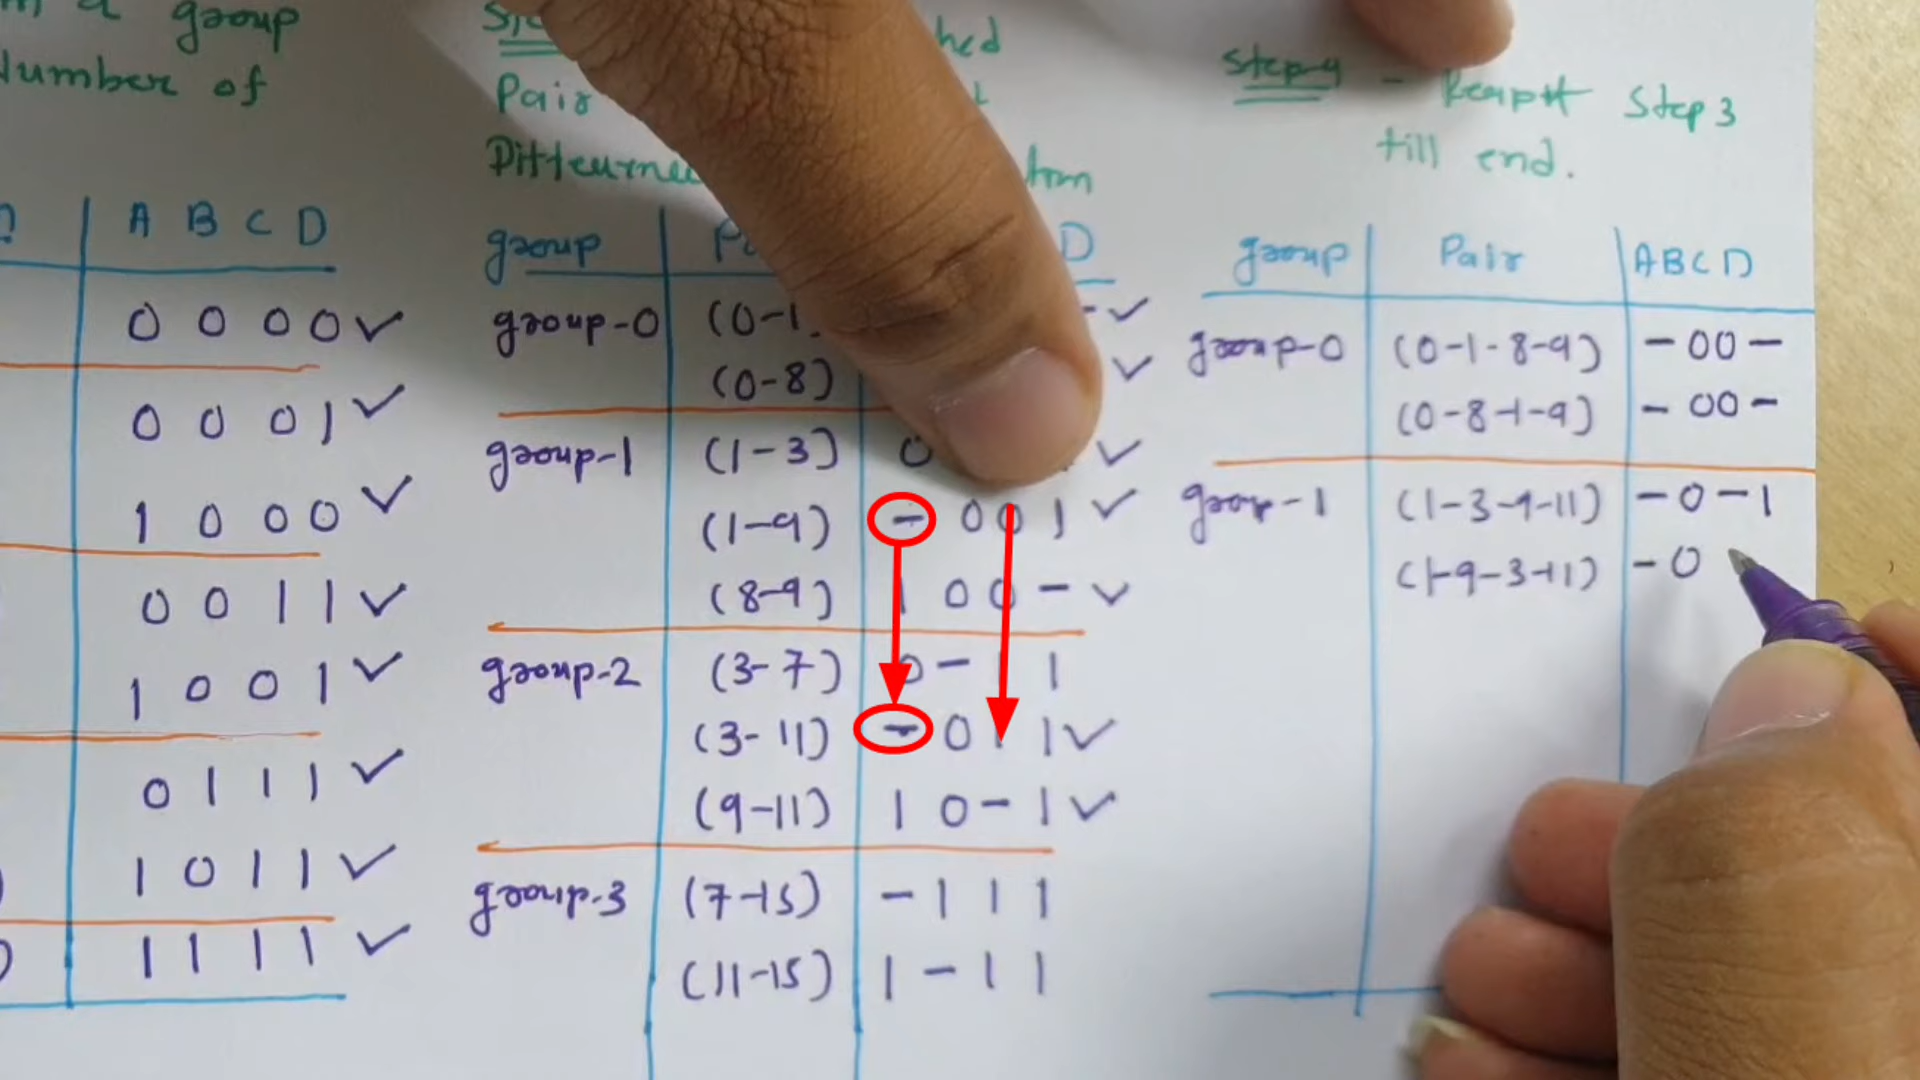 group
Number of
A B C D
0 0 0 0 ✓
0 0 0 1 ✓
1 0 0 0 ✓
0 0 1 1 ✓
1 0 0 1 ✓
0 1 1 1 ✓
1 0 1 1 ✓
1 1 1 1 ✓
hed
Pair
group D
group-0 (0-1 - ✓
(0-8) ✓
group-1 (1-3) 0 ✓
(1-9) - 0 0 1 ✓
(8-9) 1 0 0 - ✓
group-2 (3-7) 0 - 1 1
(3-11) - 0 1 1 ✓
(9-11) 1 0 - 1 ✓
group-3 (7-15) - 1 1 1
(11-15) 1 - 1 1
Step-4 - Reapet Step 3
till end.
group Pair ABCD
group-0 (0-1-8-9) -00-
(0-8-1-9) -00-
group-1 (1-3-9-11) -0-1
(1-9-3-11) -0